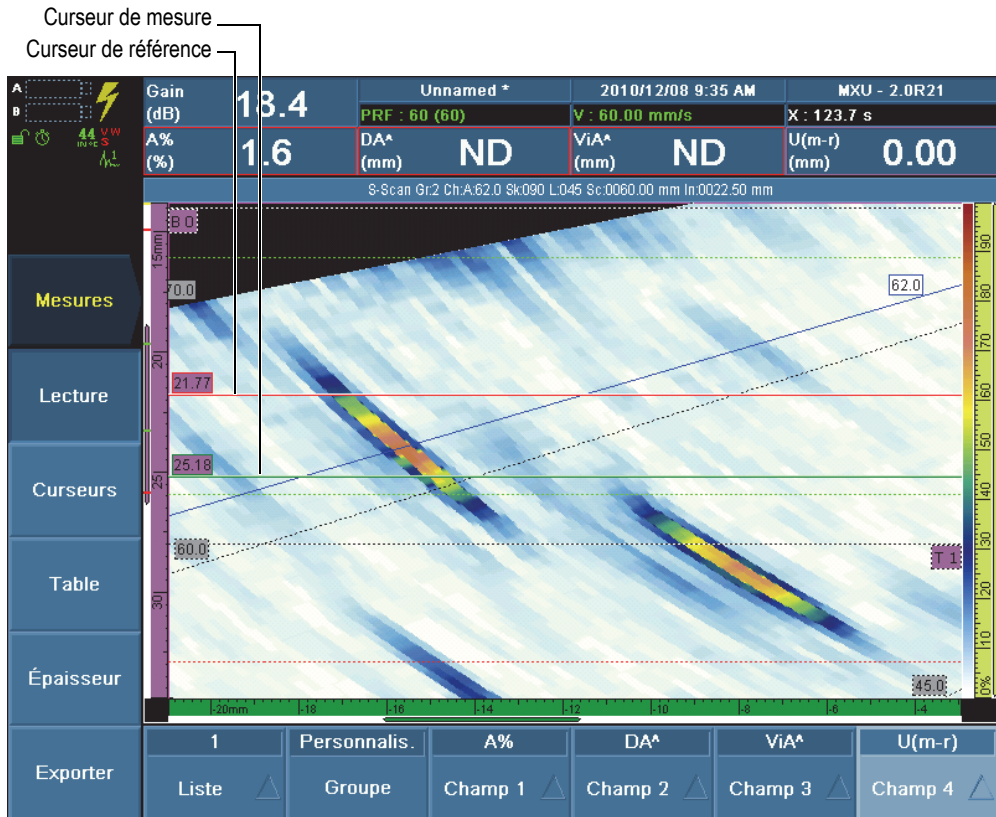 Curseur de mesure
Curseur de référence
A
B
44 V W
IN °C S
1
Gain (dB) 18.4
Unnamed *
2010/12/08 9:35 AM
MXU - 2.0R21
PRF : 60 (60)
V : 60.00 mm/s
X : 123.7 s
A% (%) 1.6
DA^ (mm) ND
ViA^ (mm) ND
U(m-r) (mm) 0.00
S-Scan Gr:2 Ch:A:62.0 Sk:090 L:045 Sc:0060.00 mm In:0022.50 mm
B 0
15mm
70.0
62.0
20
21.77
25.18
25
60.0
T 1
30
45.0
90
80
70
60
50
40
30
20
10
0%
-20mm
-18
-16
-14
-12
-10
-8
-6
-4
Mesures
Lecture
Curseurs
Table
Épaisseur
Exporter
1
Personnalis.
A%
DA^
ViA^
U(m-r)
Liste
Groupe
Champ 1
Champ 2
Champ 3
Champ 4